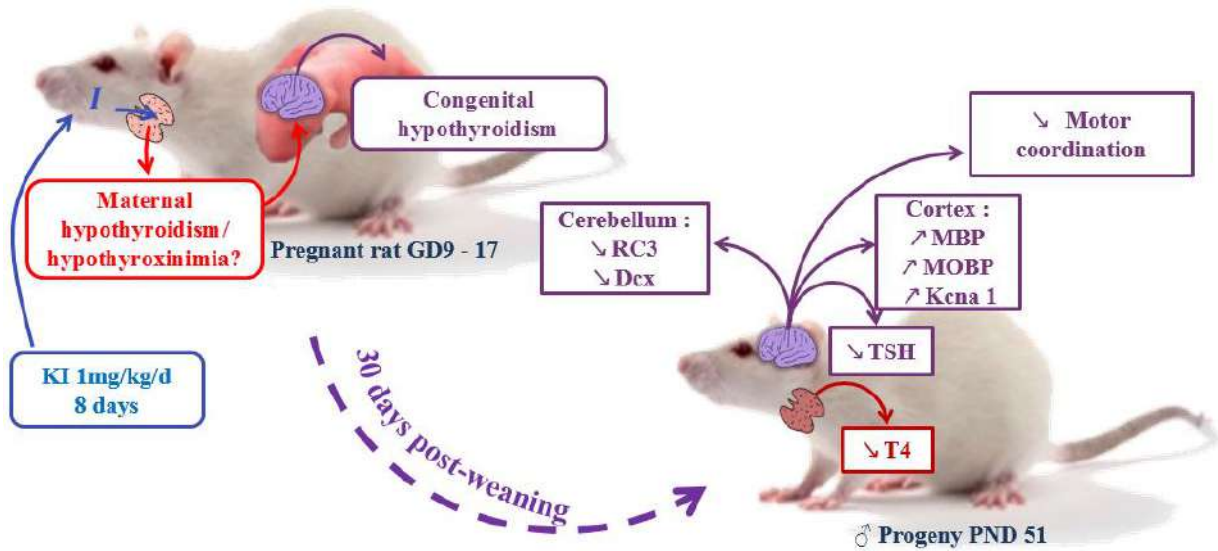 I
Congenital
hypothyroidism
Maternal
hypothyroidism/
hypothyroxinimia?
Pregnant rat GD9 - 17
KI 1mg/kg/d
8 days
30 days post-weaning
↘ Motor
coordination
Cerebellum :
↘ RC3
↘ Dcx
Cortex :
↗ MBP
↗ MOBP
↗ Kcna 1
↘ TSH
↘ T4
♂ Progeny PND 51